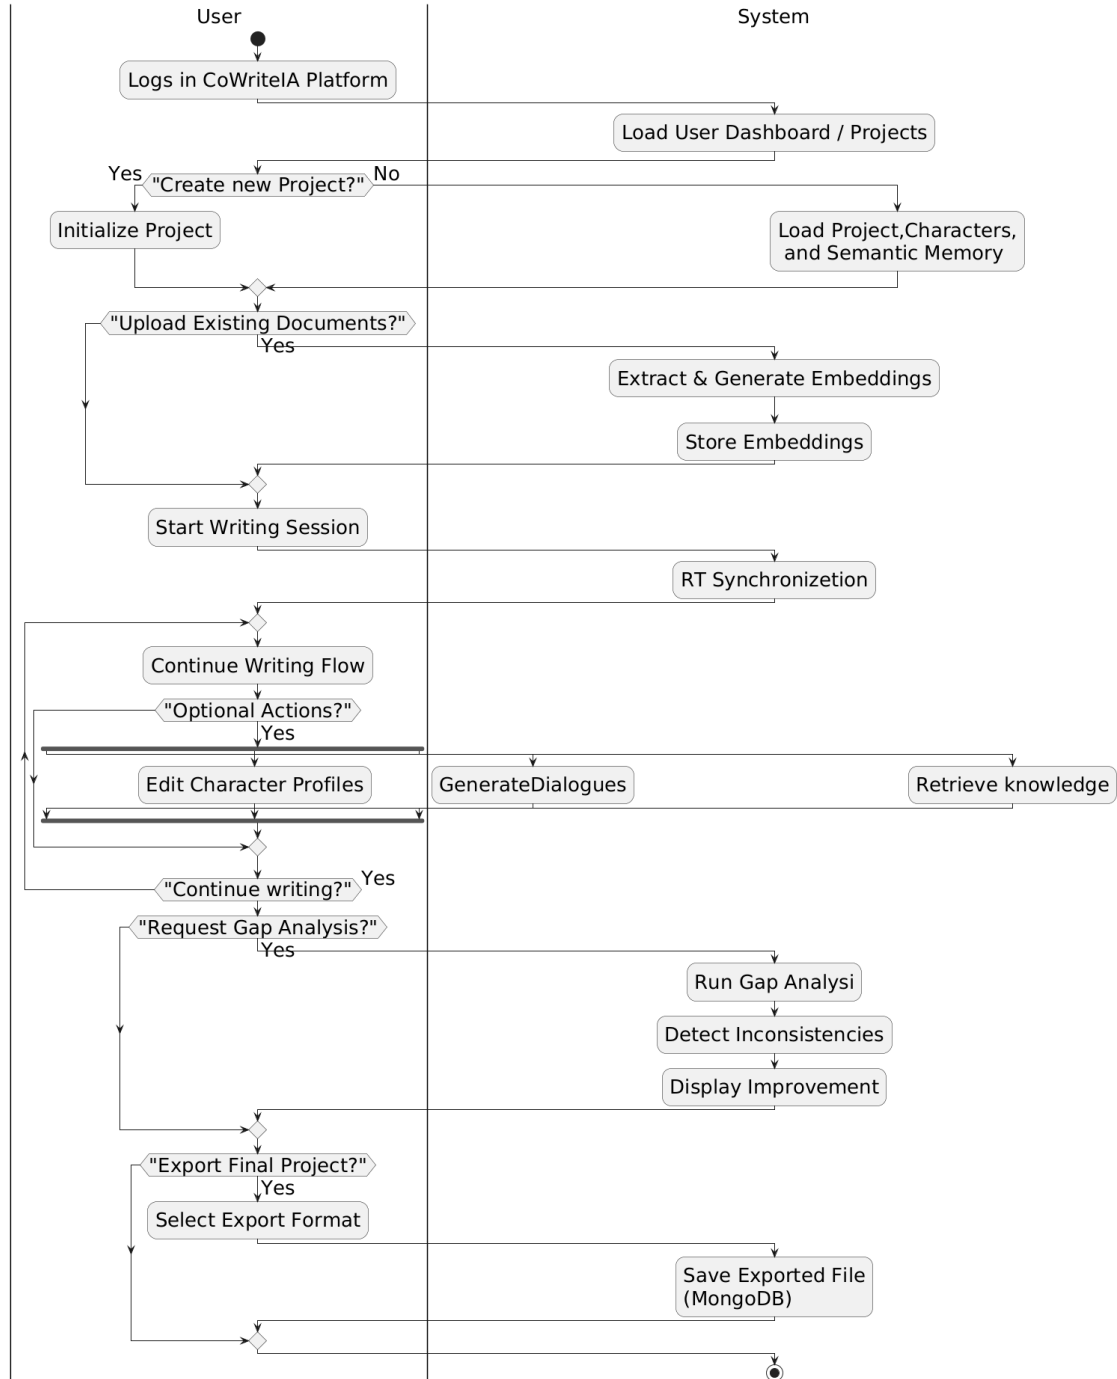 User
System
Logs in CoWriteIA Platform
Load User Dashboard / Projects
Yes
"Create new Project?"
No
Initialize Project
Load Project,Characters,
and Semantic Memory
"Upload Existing Documents?"
Yes
Extract & Generate Embeddings
Store Embeddings
Start Writing Session
RT Synchronizetion
Continue Writing Flow
"Optional Actions?"
Yes
Edit Character Profiles
GenerateDialogues
Retrieve knowledge
"Continue writing?"
Yes
"Request Gap Analysis?"
Yes
Run Gap Analysi
Detect Inconsistencies
Display Improvement
"Export Final Project?"
Yes
Select Export Format
Save Exported File
(MongoDB)